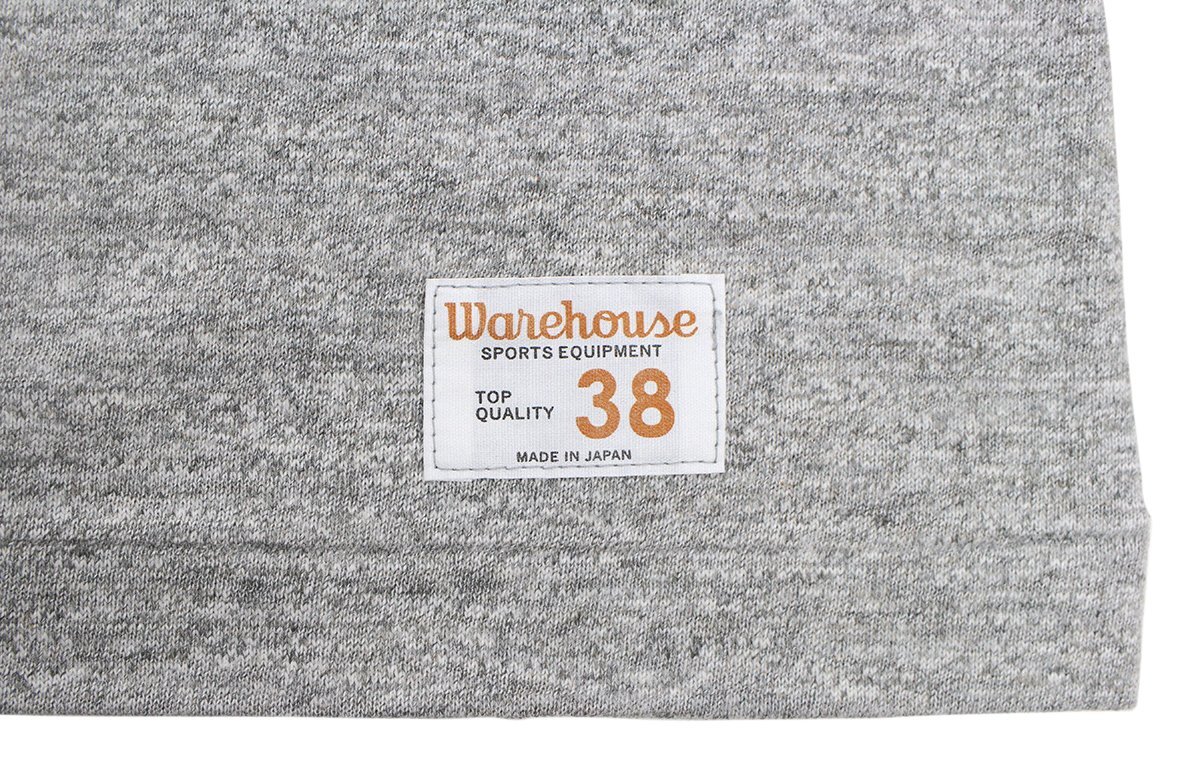 Warehouse
SPORTS EQUIPMENT
TOP
QUALITY
38
MADE IN JAPAN